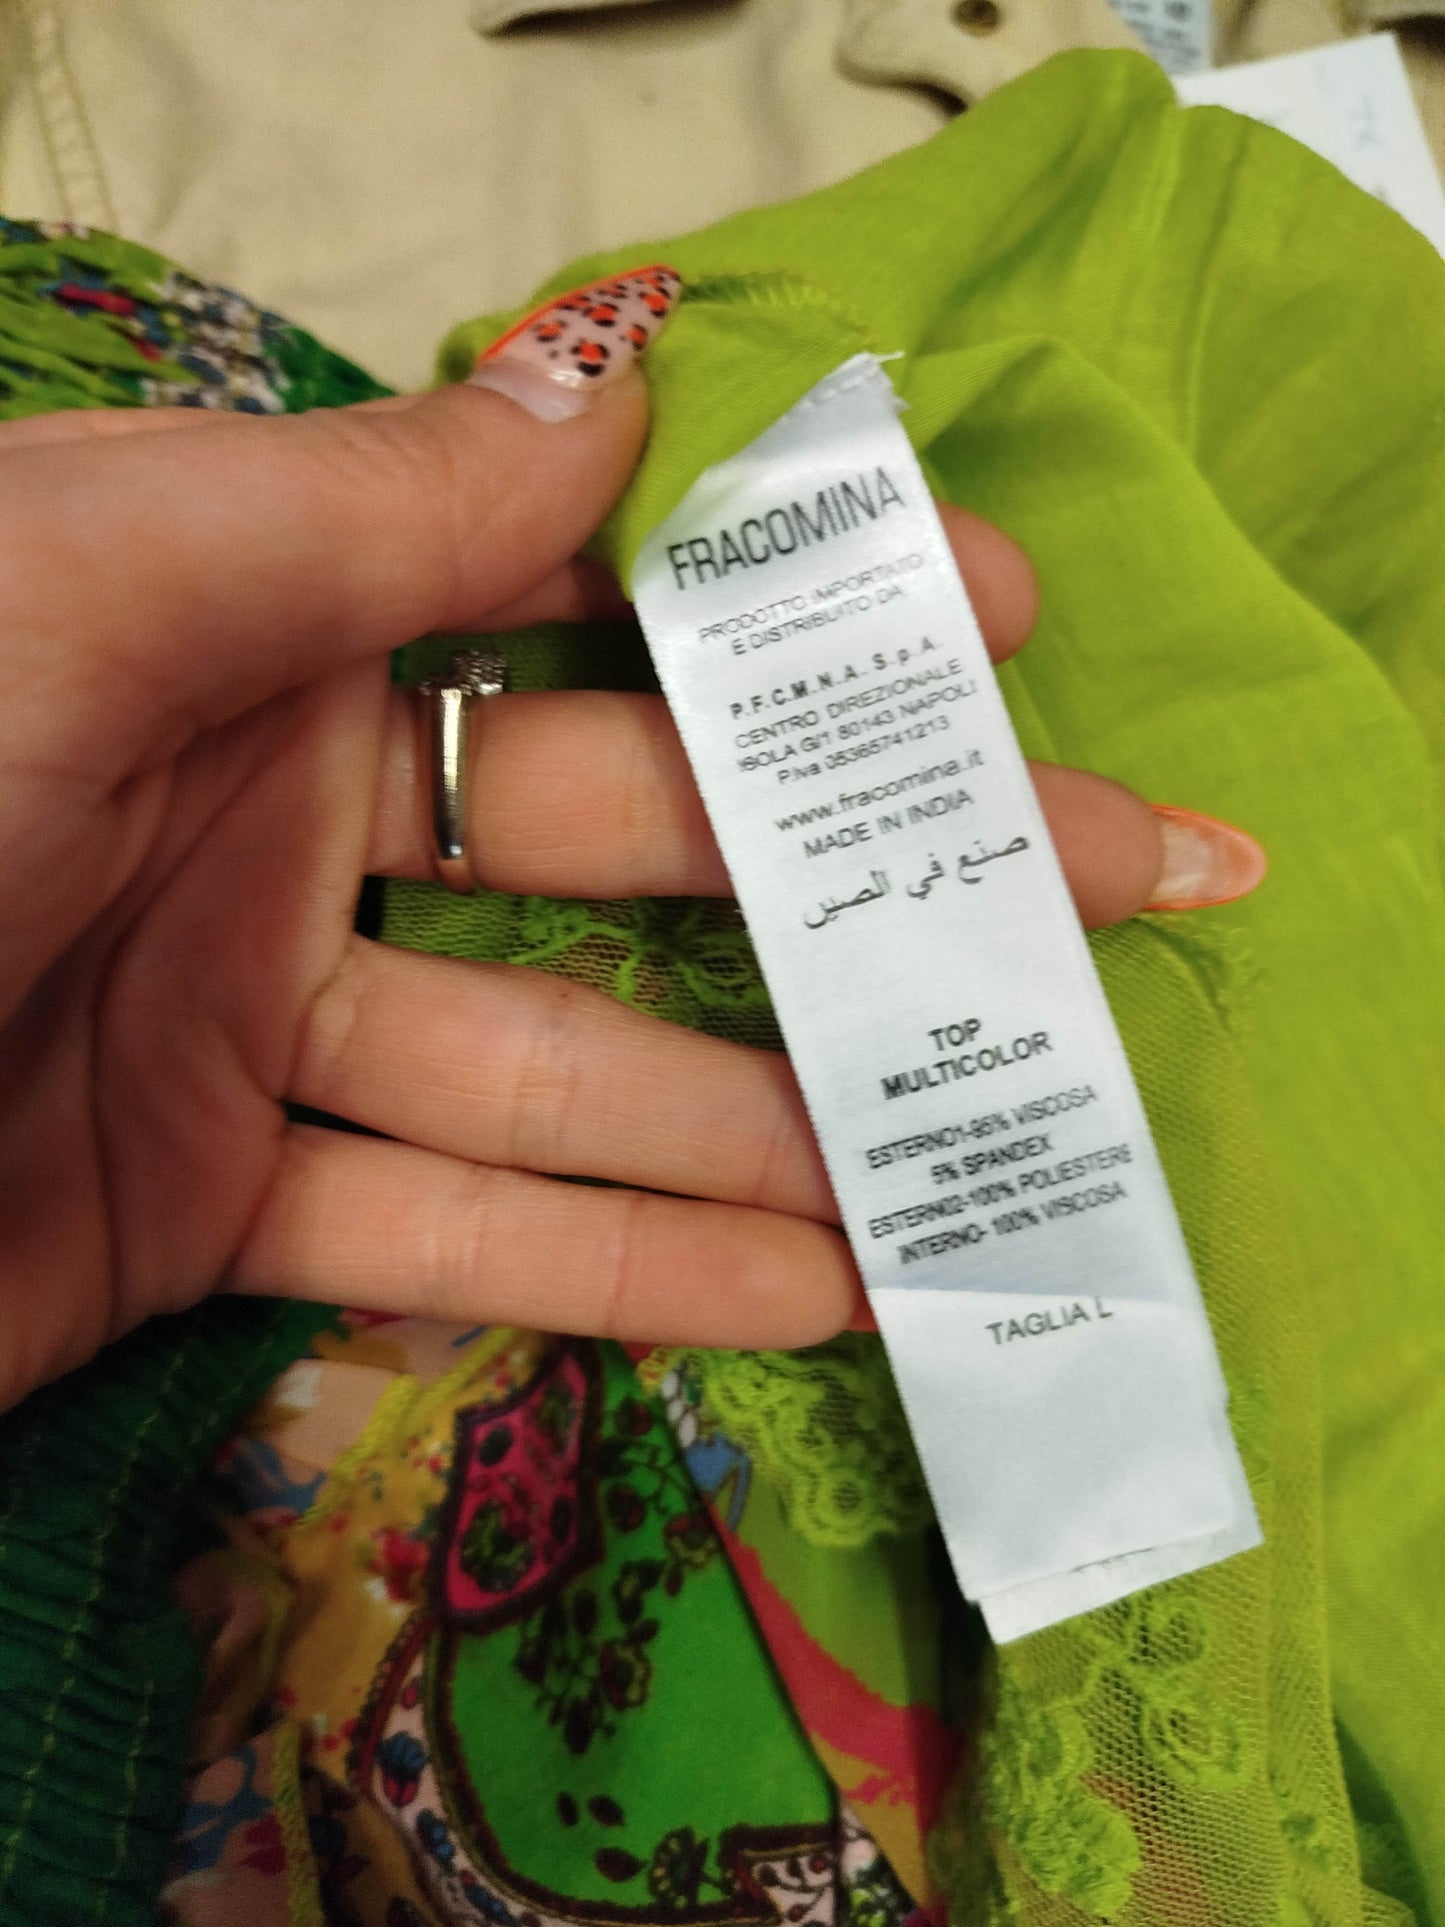 FRACOMINA
PRODOTTO IMPORTATO
E DISTRIBUITO DA
P.F.C.M.N.A. S.p.A.
CENTRO DIREZIONALE
ISOLA G/1 80143 NAPOLI
P.Iva 05365741213
www.fracomina.it
MADE IN INDIA
صنع في الصين
TOP
MULTICOLOR
ESTERNO1-95% VISCOSA
5% SPANDEX
ESTERNO2-100% POLIESTERE
INTERNO- 100% VISCOSA
TAGLIA L